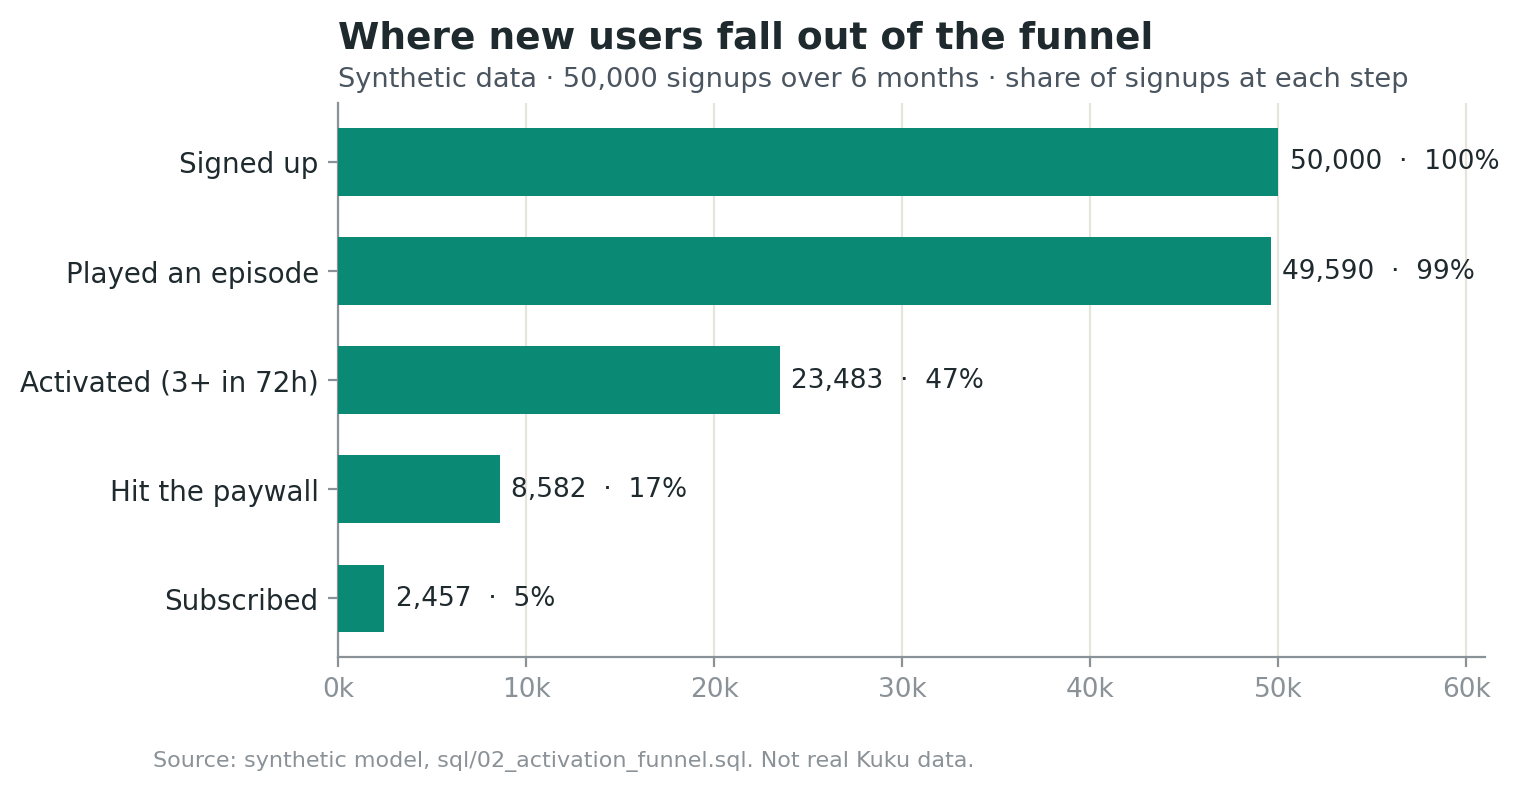 Where new users fall out of the funnel
Synthetic data · 50,000 signups over 6 months · share of signups at each step
Signed up
50,000 · 100%
Played an episode
49,590 · 99%
Activated (3+ in 72h)
23,483 · 47%
Hit the paywall
8,582 · 17%
Subscribed
2,457 · 5%
0k 10k 20k 30k 40k 50k 60k
Source: synthetic model, sql/02_activation_funnel.sql. Not real Kuku data.